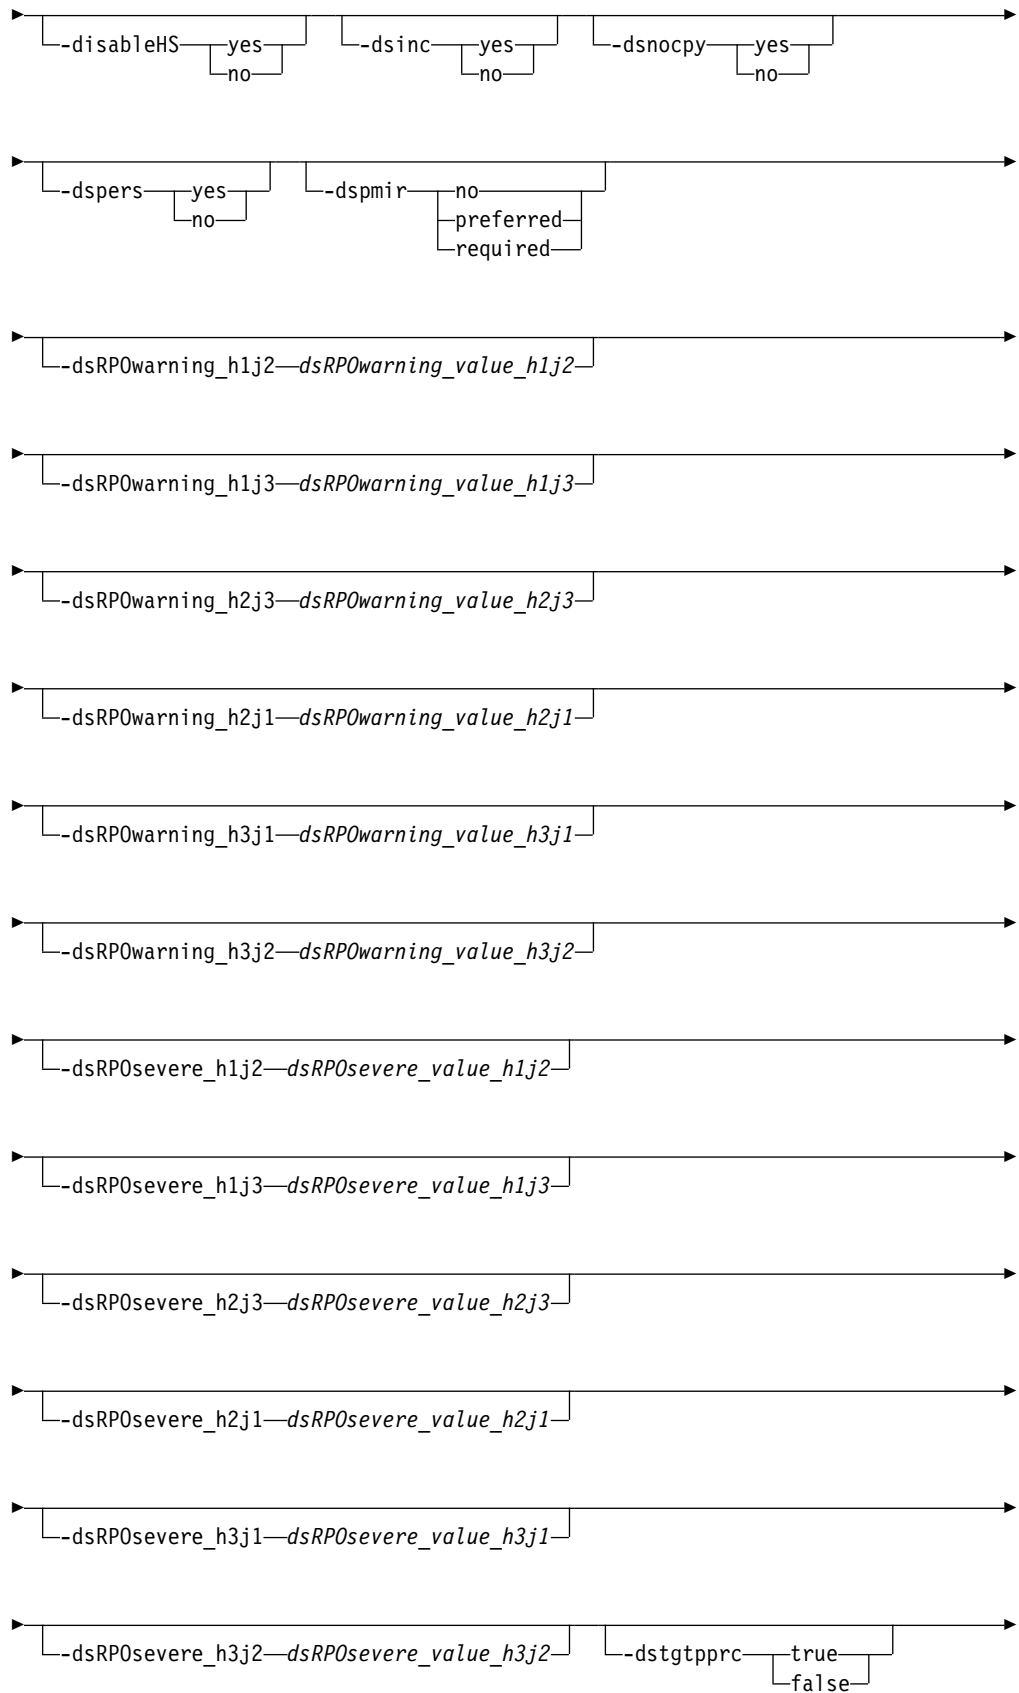 -disableHS yes -dsinc yes -dsnocpy yes
no no no
-dspers yes -dspmir no
no preferred
required
-dsRPOwarning_h1j2 dsRPOwarning_value_h1j2
-dsRPOwarning_h1j3 dsRPOwarning_value_h1j3
-dsRPOwarning_h2j3 dsRPOwarning_value_h2j3
-dsRPOwarning_h2j1 dsRPOwarning_value_h2j1
-dsRPOwarning_h3j1 dsRPOwarning_value_h3j1
-dsRPOwarning_h3j2 dsRPOwarning_value_h3j2
-dsRPOsevere_h1j2 dsRPOsevere_value_h1j2
-dsRPOsevere_h1j3 dsRPOsevere_value_h1j3
-dsRPOsevere_h2j3 dsRPOsevere_value_h2j3
-dsRPOsevere_h2j1 dsRPOsevere_value_h2j1
-dsRPOsevere_h3j1 dsRPOsevere_value_h3j1
-dsRPOsevere_h3j2 dsRPOsevere_value_h3j2 -dstgtpprc true
false